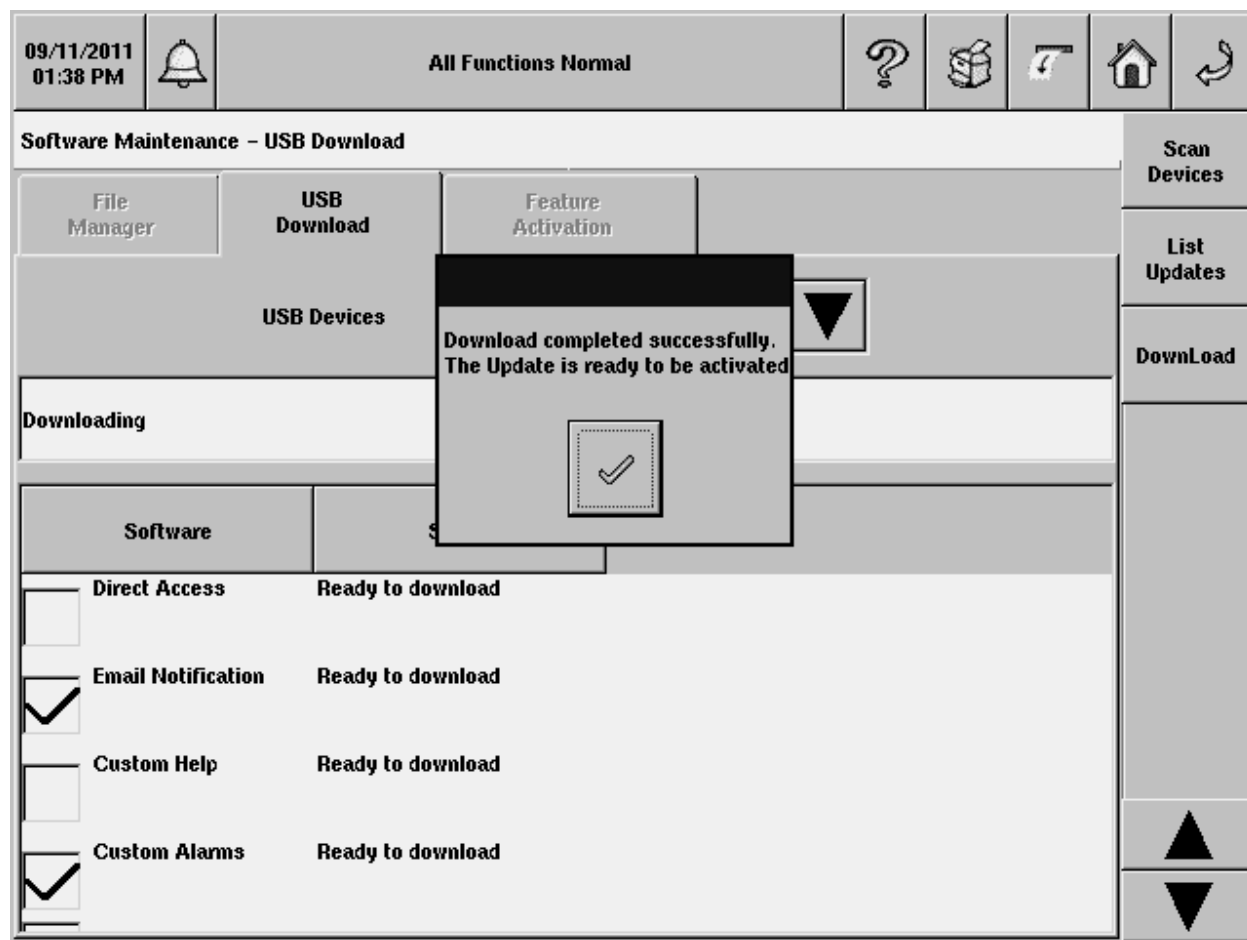 09/11/2011
01:38 PM
All Functions Normal
Software Maintenance – USB Download
Scan
Devices
File
Manager
USB
Download
Feature
Activation
List
Updates
USB Devices
Download completed successfully.
The Update is ready to be activated
DownLoad
Downloading
Software
Direct Access Ready to download
Email Notification Ready to download
Custom Help Ready to download
Custom Alarms Ready to download